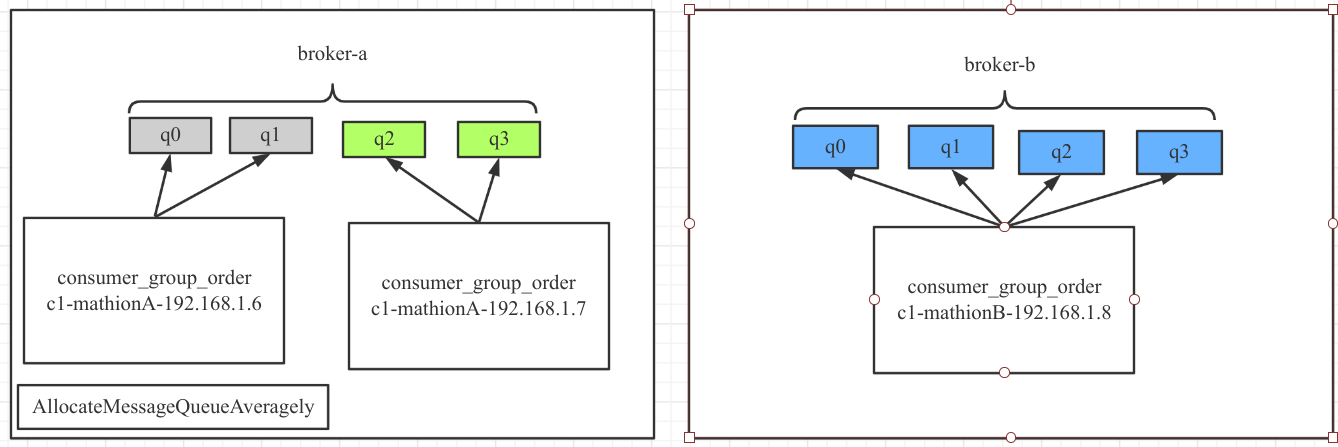 broker-a
q0
q1
q2
q3
consumer_group_order
c1-mathionA-192.168.1.6
consumer_group_order
c1-mathionA-192.168.1.7
AllocateMessageQueueAveragely
broker-b
q0
q1
q2
q3
consumer_group_order
c1-mathionB-192.168.1.8